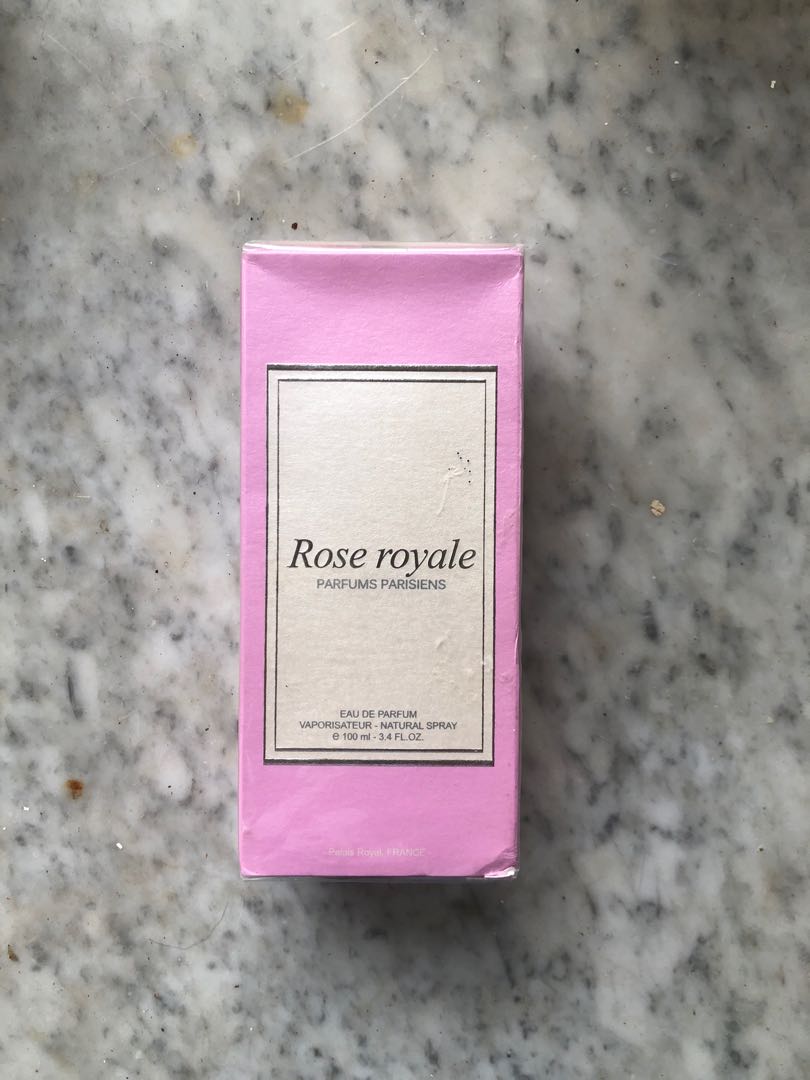 Rose royale
PARFUMS PARISIENS
EAU DE PARFUM
VAPORISATEUR - NATURAL SPRAY
℮ 100 ml - 3.4 FL.OZ.
Palais Royal, FRANCE